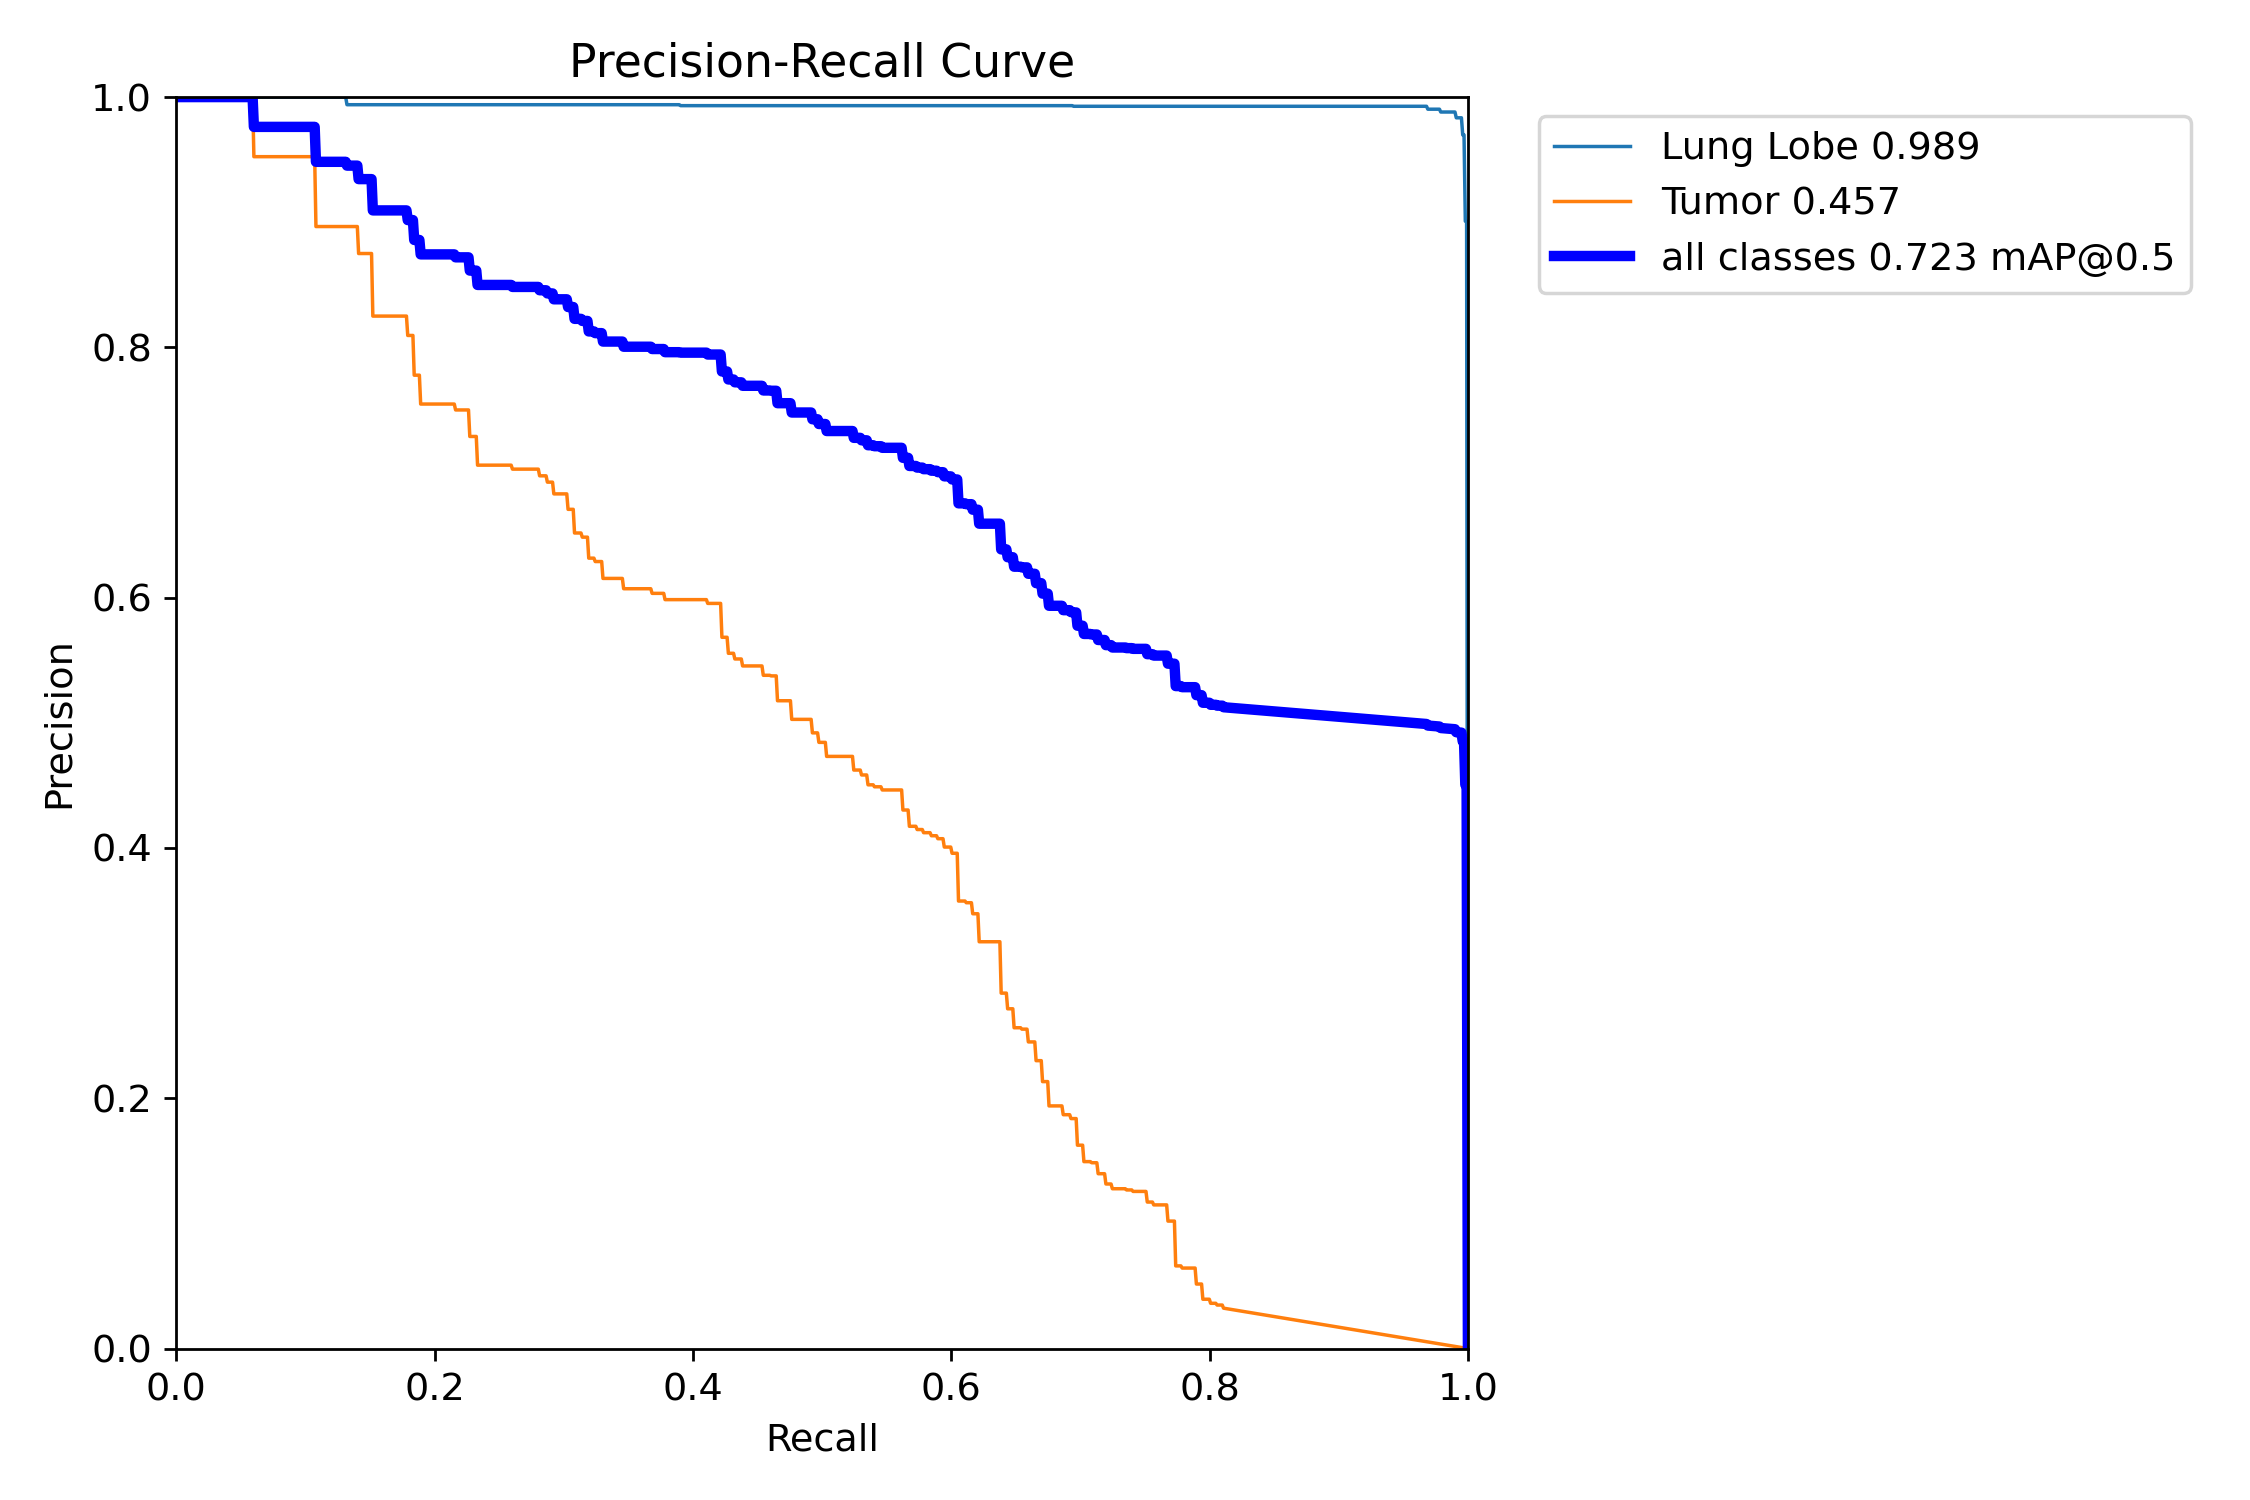 Precision-Recall Curve
1.0
0.8
0.6
0.4
0.2
0.0
Precision
0.0 0.2 0.4 0.6 0.8 1.0
Recall
Lung Lobe 0.989
Tumor 0.457
all classes 0.723 mAP@0.5